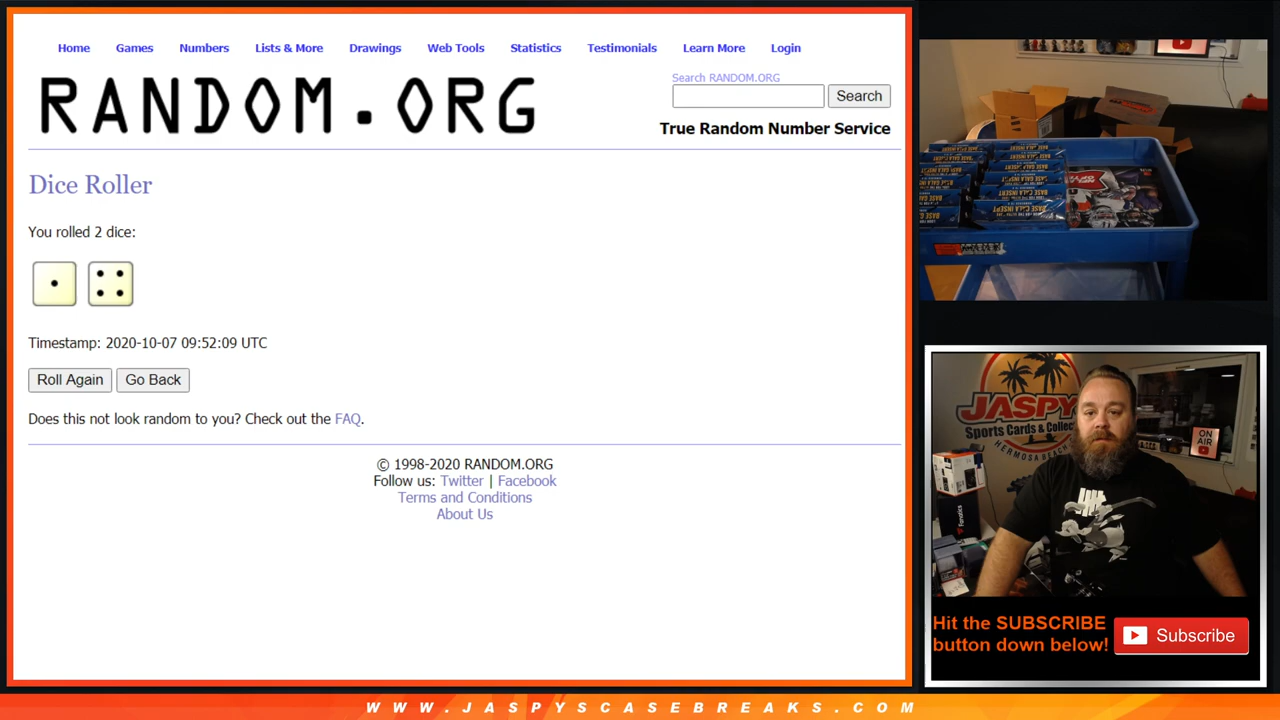 Home Games Numbers Lists & More Drawings Web Tools Statistics Testimonials Learn More Login
RANDOM.ORG
Search RANDOM.ORG
Search
True Random Number Service
Dice Roller
You rolled 2 dice:
Timestamp: 2020-10-07 09:52:09 UTC
Roll Again Go Back
Does this not look random to you? Check out the FAQ.
© 1998-2020 RANDOM.ORG
Follow us: Twitter | Facebook
Terms and Conditions
About Us
BASE GALA INSERT
JASPY
Sports Cards & Collec
HERMOSA BEACH
ON
AIR
Fanatics
Hit the SUBSCRIBE
button down below!
Subscribe
WWW.JASPYSCASEBREAKS.COM